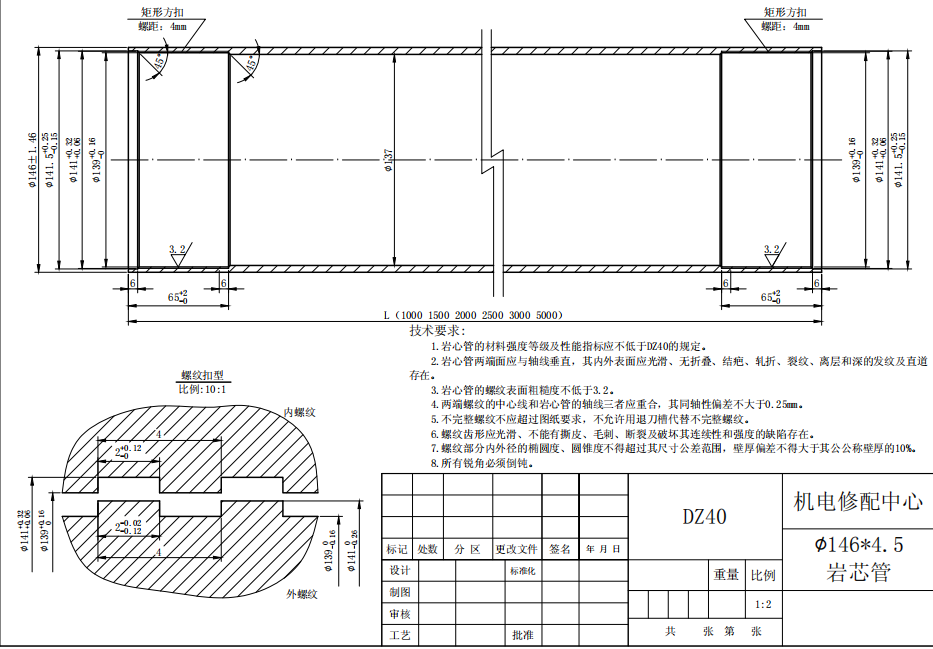 矩形方扣
螺距: 4mm
矩形方扣
螺距: 4mm
45°
45°
φ146±1.46
φ141.5+0.25 -0.15
φ141+0.32 +0.06
φ139+0.16 -0
φ137
φ139+0.16 -0
φ141+0.32 +0.06
φ141.5+0.25 -0.15
3.2
3.2
6
6
6
6
65+2 -0
65+2 -0
L (1000 1500 2000 2500 3000 5000)
技术要求:
1.岩心管的材料强度等级及性能指标应不低于DZ40的规定。
2.岩心管两端面应与轴线垂直，其内外表面应光滑、无折叠、结疤、轧折、裂纹、离层和深的发纹及直道
存在。
3.岩心管的螺纹表面粗糙度不低于3.2。
4.两端螺纹的中心线和岩心管的轴线三者应重合，其同轴性偏差不大于0.25mm。
5.不完整螺纹不应超过图纸要求，不允许用退刀槽代替不完整螺纹。
6.螺纹齿形应光滑、不能有撕皮、毛刺、断裂及破坏其连续性和强度的缺陷存在。
7.螺纹部分内外径的椭圆度、圆锥度不得超过其尺寸公差范围，壁厚偏差不得大于其公公称壁厚的10%。
8.所有锐角必须倒钝。
螺纹扣型
比例:10:1
内螺纹
4
2+0.12 -0
φ141+0.32 +0.06
φ139+0.16 0
2-0.02 -0.12
4
φ139 0 -0.16
φ141 0 -0.26
外螺纹
DZ40
机电修配中心
φ146*4.5
岩芯管
标记 处数 分 区 更改文件 签名 年 月 日
设计 标准化
制图
审核
工艺 批准
重量 比例
1:2
共 张 第 张